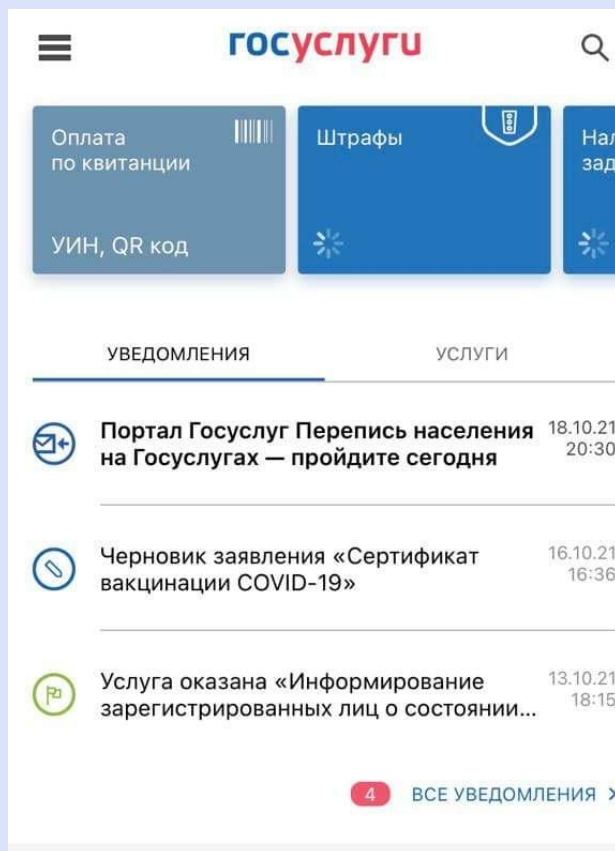 госуслуги
Оплата
по квитанции
УИН, QR код
Штрафы
Нал
зад
УВЕДОМЛЕНИЯ
УСЛУГИ
Портал Госуслуг Перепись населения
на Госуслугах — пройдите сегодня
18.10.21
20:30
Черновик заявления «Сертификат
вакцинации COVID-19»
16.10.21
16:36
Услуга оказана «Информирование
зарегистрированных лиц о состоянии...
13.10.21
18:15
4 ВСЕ УВЕДОМЛЕНИЯ